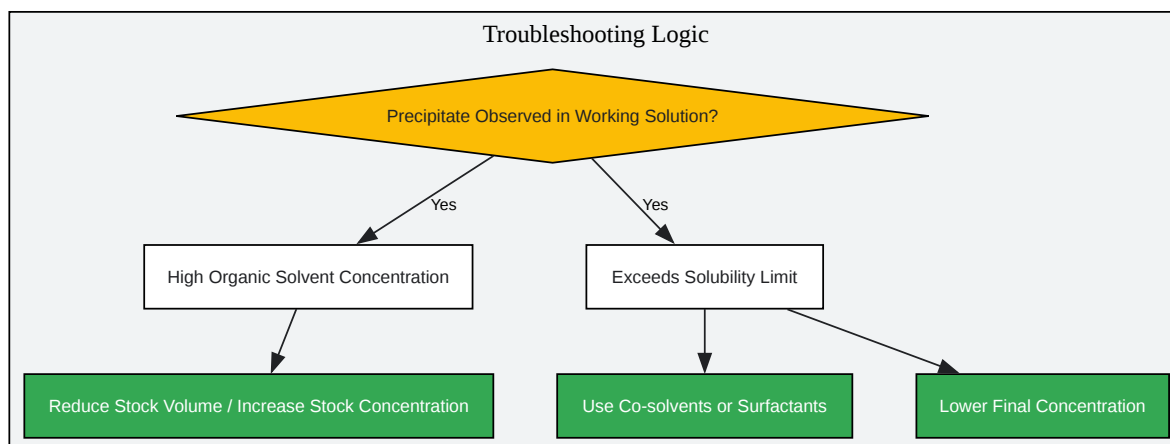 Troubleshooting Logic
Precipitate Observed in Working Solution?
Yes
Yes
High Organic Solvent Concentration
Exceeds Solubility Limit
Reduce Stock Volume / Increase Stock Concentration
Use Co-solvents or Surfactants
Lower Final Concentration